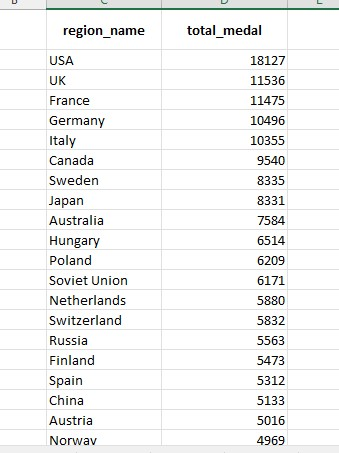 region_name total_medal
USA 18127
UK 11536
France 11475
Germany 10496
Italy 10355
Canada 9540
Sweden 8335
Japan 8331
Australia 7584
Hungary 6514
Poland 6209
Soviet Union 6171
Netherlands 5880
Switzerland 5832
Russia 5563
Finland 5473
Spain 5312
China 5133
Austria 5016
Norway 4969